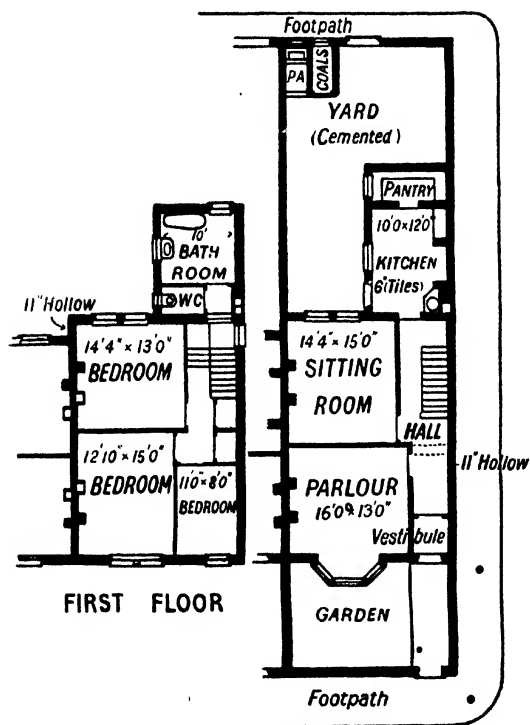 Footpath
PA
COALS
YARD
(Cemented)
PANTRY
10'0×12'0"
KITCHEN
6"Tiles)
14'4"× 15'0"
SITTING
ROOM
HALL
11"Hollow
PARLOUR
16'0 × 13'0"
Vestibule
GARDEN
Footpath
10'
BATH
ROOM
WC
11"Hollow
14'4"× 13'0"
BEDROOM
12'10"× 15'0"
BEDROOM
11'0"× 8'0"
BEDROOM
FIRST FLOOR